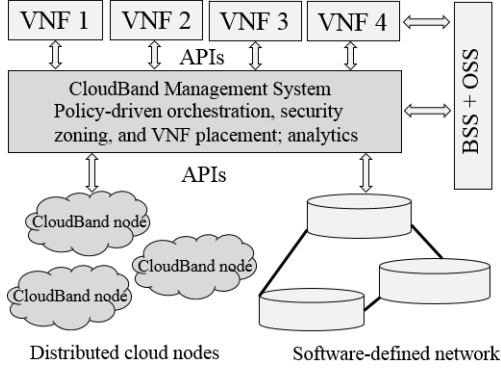 VNF 1
VNF 2
VNF 3
VNF 4
APIs
CloudBand Management System
Policy-driven orchestration, security
zoning, and VNF placement; analytics
BSS + OSS
APIs
CloudBand node
CloudBand node
CloudBand node
Distributed cloud nodes
Software-defined network